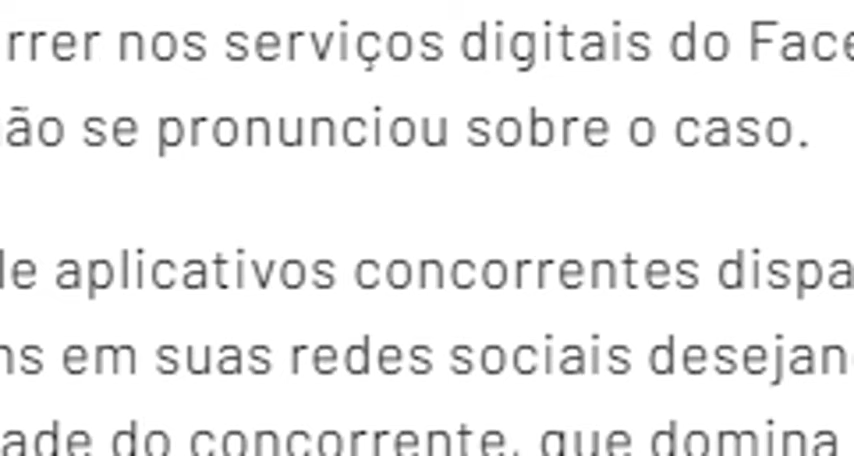 rrer nos serviços digitais do Face
ão se pronunciou sobre o caso.
le aplicativos concorrentes dispa
ns em suas redes sociais desejan
ade do concorrente, que domina